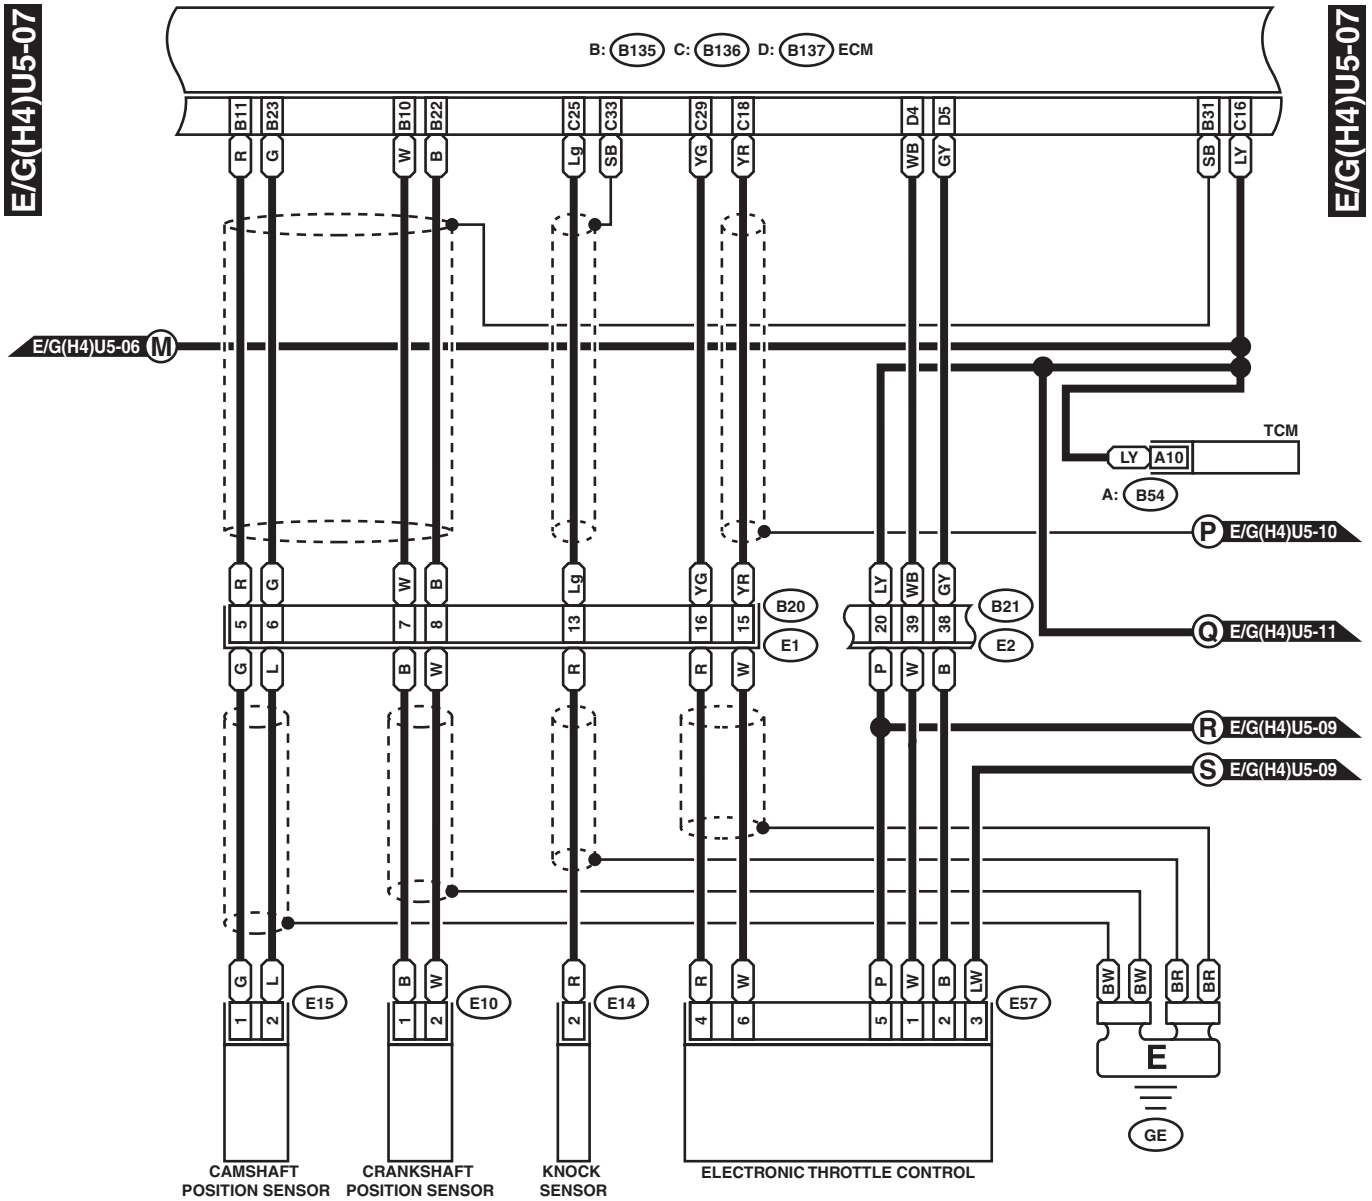 E/G(H4)U5-07
E/G(H4)U5-07
B: B135 C: B136 D: B137 ECM
B11 B23 B10 B22 C25 C33 C29 C18 D4 D5 B31 C16
R G W B Lg SB YG YR WB GY SB LY
E/G(H4)U5-06 M
TCM
LY A10
A: B54
P E/G(H4)U5-10
R G W B Lg YG YR LY WB GY
B20 B21
5 6 7 8 13 16 15 20 39 38
Q E/G(H4)U5-11
E1 E2
G L B W R R W P W B
R E/G(H4)U5-09
S E/G(H4)U5-09
G L B W R R W P W B LW BW BW BR BR
E15 E10 E14 E57
1 2 1 2 2 4 6 5 1 2 3
E
GE
CAMSHAFT
POSITION SENSOR
CRANKSHAFT
POSITION SENSOR
KNOCK
SENSOR
ELECTRONIC THROTTLE CONTROL